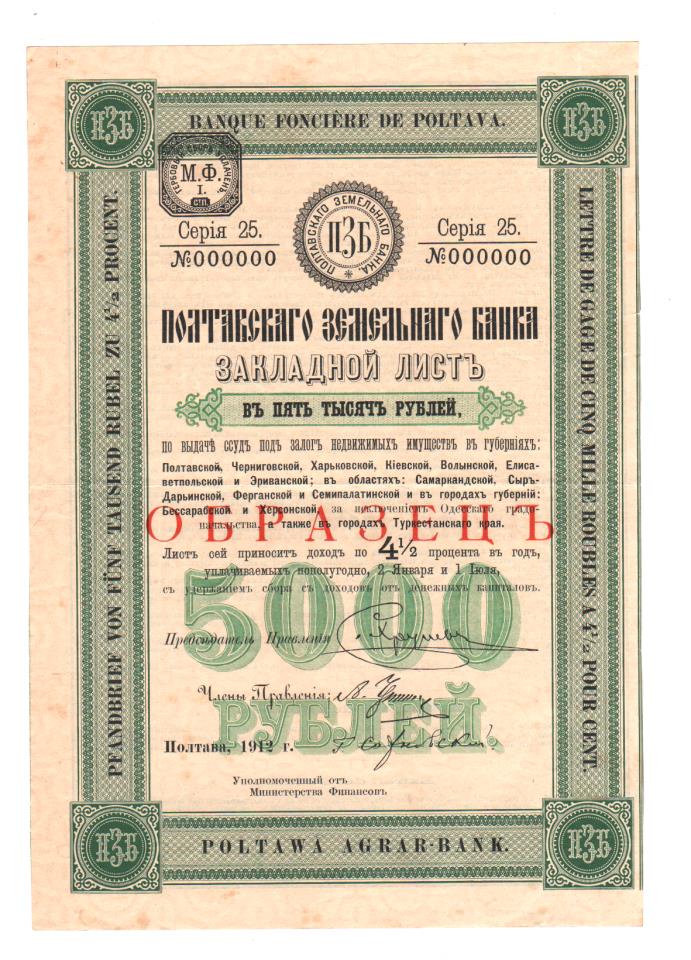 BANQUE FONCIÈRE DE POLTAVA.
ПЗБ
ПЗБ
ГЕРБОВЫЙ СБОРЪ УПЛАЧЕНЪ.
М.Ф.
I.
СПП.
ПОЛТАВСКАГО ЗЕМЕЛЬНАГО БАНКА.
ПЗБ
Серія 25.
№000000
Серія 25.
№000000
ПОЛТАВСКАГО ЗЕМЕЛЬНАГО БАНКА
ЗАКЛАДНОЙ ЛИСТЪ
ВЪ ПЯТЬ ТЫСЯЧЪ РУБЛЕЙ,
по выдачѣ ссудъ подъ залогъ недвижимыхъ имуществъ въ губерніяхъ:
Полтавской, Черниговской, Харьковской, Кіевской, Волынской, Елиса-
ветпольской и Эриванской; въ областяхъ: Самаркандской, Сыръ-
Дарьинской, Ферганской и Семипалатинской и въ городахъ губерній:
Бессарабской и Херсонской за исключеніемъ Одесскаго градо-
начальства, а также въ городахъ Туркестанскаго края.
ОБРАЗЕЦЪ
Листъ сей приноситъ доходъ по 4½ процента въ годъ,
уплачиваемыхъ пополугодно, 2 Января и 1 Іюля,
съ удержаніемъ сбора съ доходовъ отъ денежныхъ капиталовъ.
5000
РУБЛЕЙ.
Предсѣдатель Правленія
Члены Правленія:
Полтава, 1912 г.
Уполномоченный отъ
Министерства Финансовъ
PFANDBRIEF VON FÜNF TAUSEND RUBEL ZU 4½ PROCENT.
LETTRE DE GAGE DE CINQ MILLE ROUBLES A 4½ POUR CENT.
ПЗБ
POLTAWA AGRAR-BANK.
ПЗБ